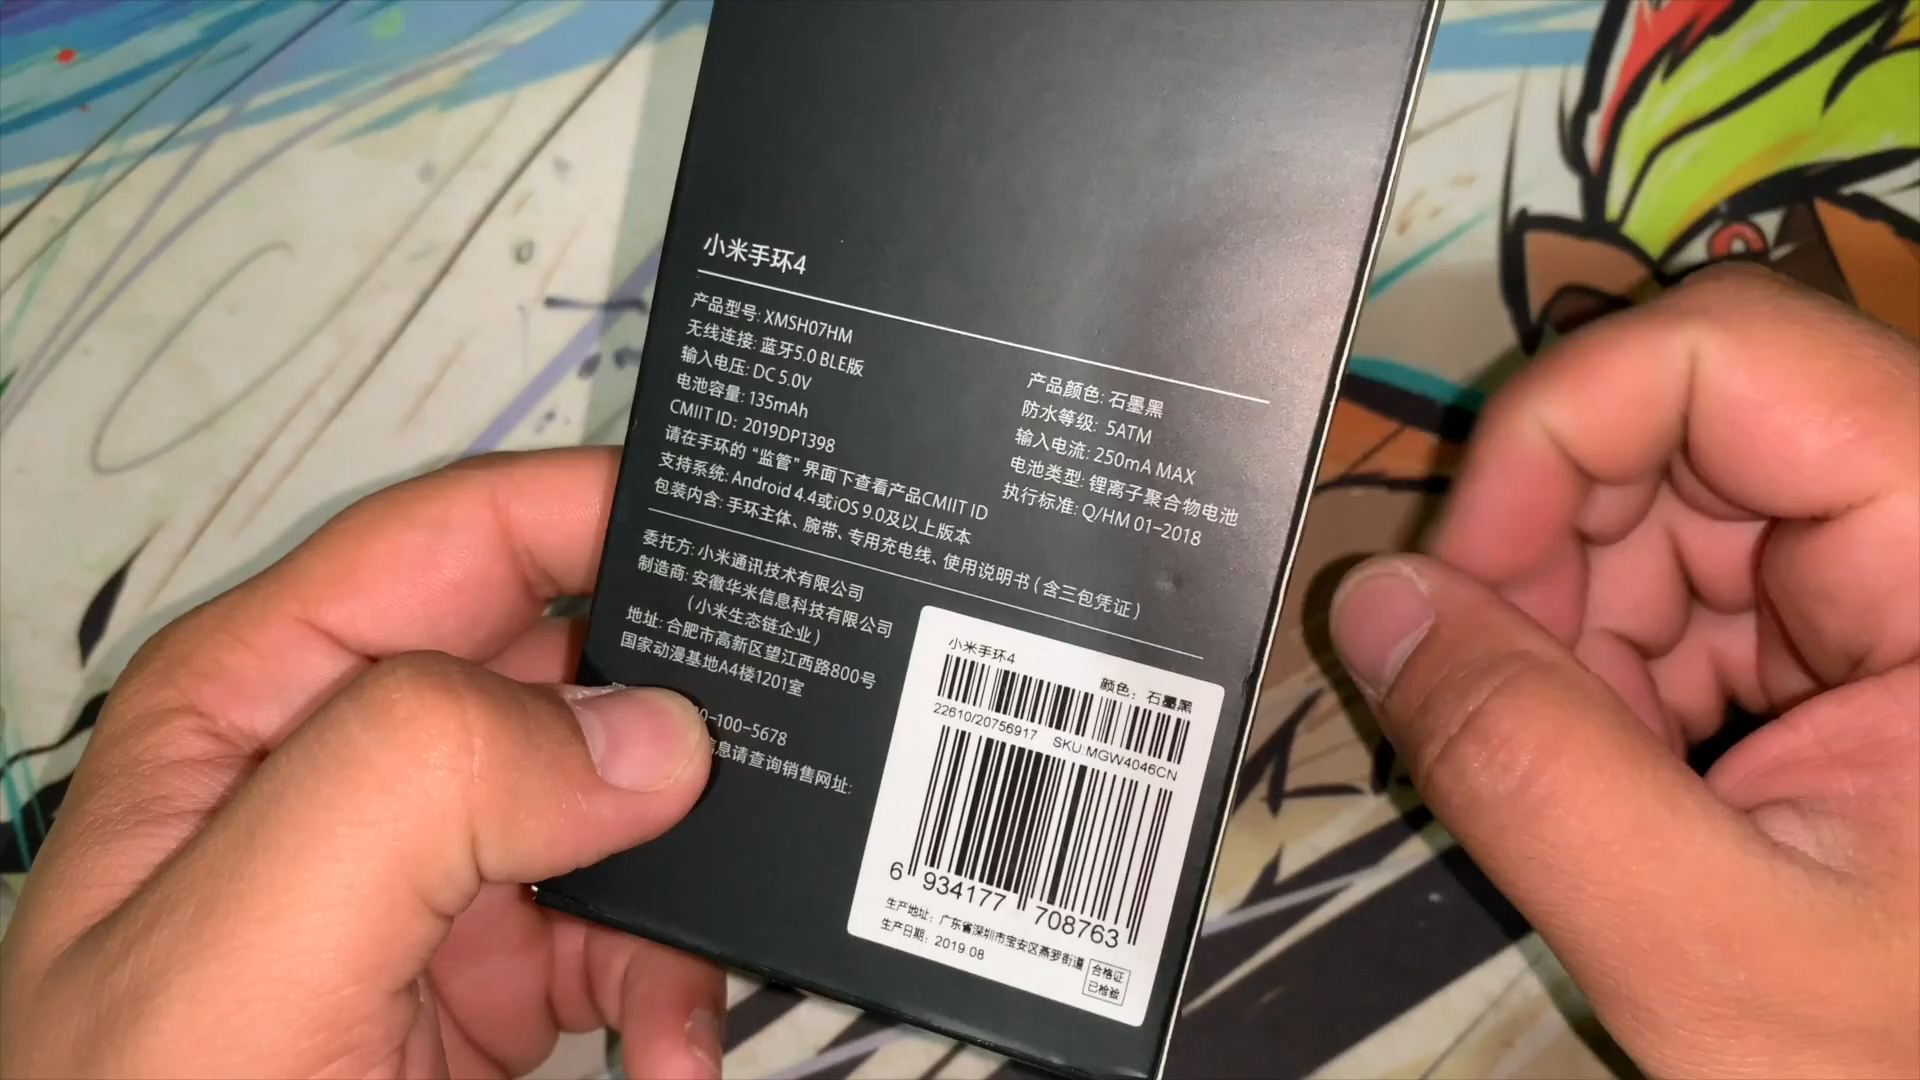 小米手环4
产品型号: XMSH07HM
无线连接: 蓝牙5.0 BLE版
输入电压: DC 5.0V
电池容量: 135mAh
CMIIT ID: 2019DP1398
请在手环的“监管”界面下查看产品CMIIT ID
支持系统: Android 4.4或iOS 9.0及以上版本
包装内含: 手环主体、腕带、专用充电线、使用说明书(含三包凭证)
产品颜色: 石墨黑
防水等级: 5ATM
输入电流: 250mA MAX
电池类型: 锂离子聚合物电池
执行标准: Q/HM 01-2018
委托方: 小米通讯技术有限公司
制造商: 安徽华米信息科技有限公司
(小米生态链企业)
地址: 合肥市高新区望江西路800号
国家动漫基地A4楼1201室
0-100-5678
息请查询销售网址:
小米手环4
颜色: 石墨黑
22610/20756917 SKU:MGW4046CN
6 934177 708763
生产地址: 广东省深圳市宝安区燕罗街道
生产日期: 2019.08
合格证
已检验